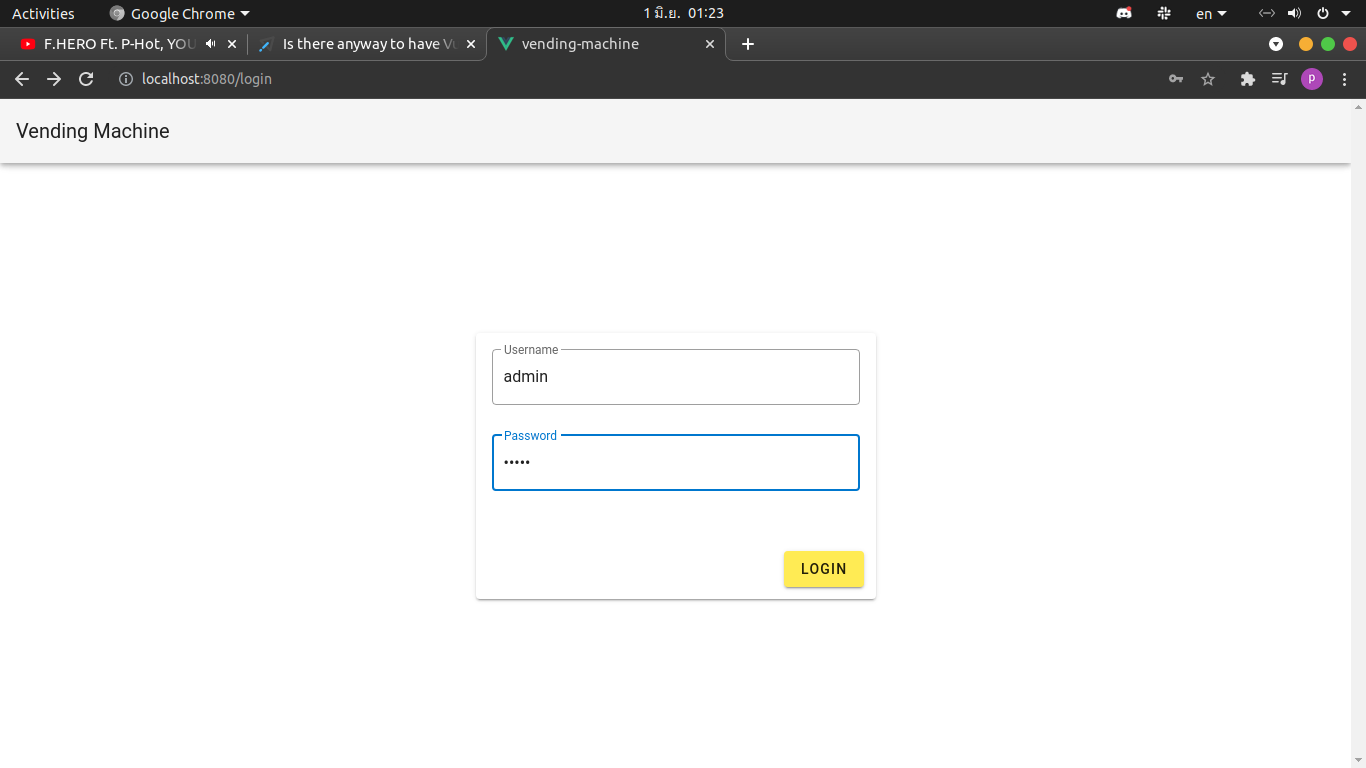 Activities Google Chrome 1 มิ.ย. 01:23 en
F.HERO Ft. P-Hot, YOU Is there anyway to have Vu vending-machine
localhost:8080/login p
Vending Machine
Username
admin
Password
•••••
LOGIN